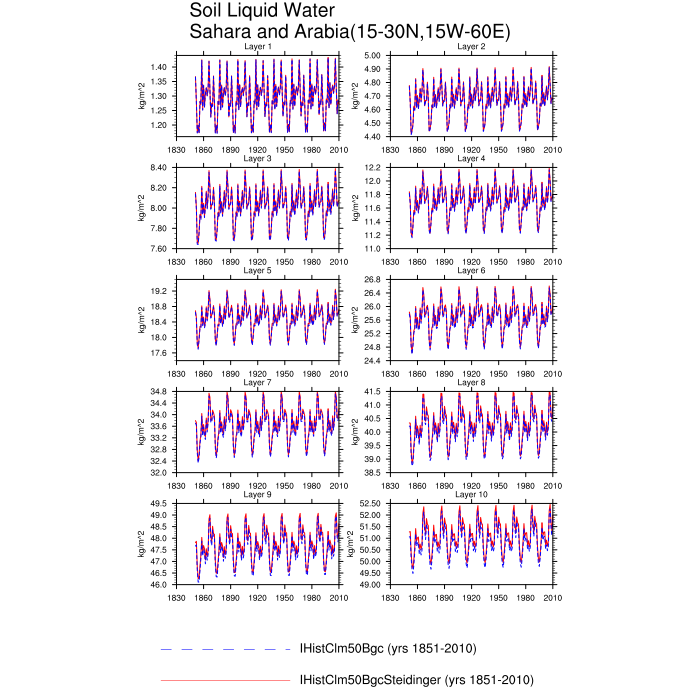 Soil Liquid Water
Sahara and Arabia(15-30N,15W-60E)
Layer 1
Layer 2
kg/m^2
1.40
1.35
1.30
1.25
1.20
1830 1860 1890 1920 1950 1980 2010
kg/m^2
5.00
4.90
4.80
4.70
4.60
4.50
4.40
1830 1860 1890 1920 1950 1980 2010
Layer 3
Layer 4
kg/m^2
8.40
8.20
8.00
7.80
7.60
1830 1860 1890 1920 1950 1980 2010
kg/m^2
12.2
12.0
11.8
11.6
11.4
11.2
11.0
1830 1860 1890 1920 1950 1980 2010
Layer 5
Layer 6
kg/m^2
19.2
18.8
18.4
18.0
17.6
1830 1860 1890 1920 1950 1980 2010
kg/m^2
26.8
26.4
26.0
25.6
25.2
24.8
24.4
1830 1860 1890 1920 1950 1980 2010
Layer 7
Layer 8
kg/m^2
34.8
34.4
34.0
33.6
33.2
32.8
32.4
32.0
1830 1860 1890 1920 1950 1980 2010
kg/m^2
41.5
41.0
40.5
40.0
39.5
39.0
38.5
1830 1860 1890 1920 1950 1980 2010
Layer 9
Layer 10
kg/m^2
49.5
49.0
48.5
48.0
47.5
47.0
46.5
46.0
1830 1860 1890 1920 1950 1980 2010
kg/m^2
52.50
52.00
51.50
51.00
50.50
50.00
49.50
49.00
1830 1860 1890 1920 1950 1980 2010
IHistClm50Bgc (yrs 1851-2010)
IHistClm50BgcSteidinger (yrs 1851-2010)